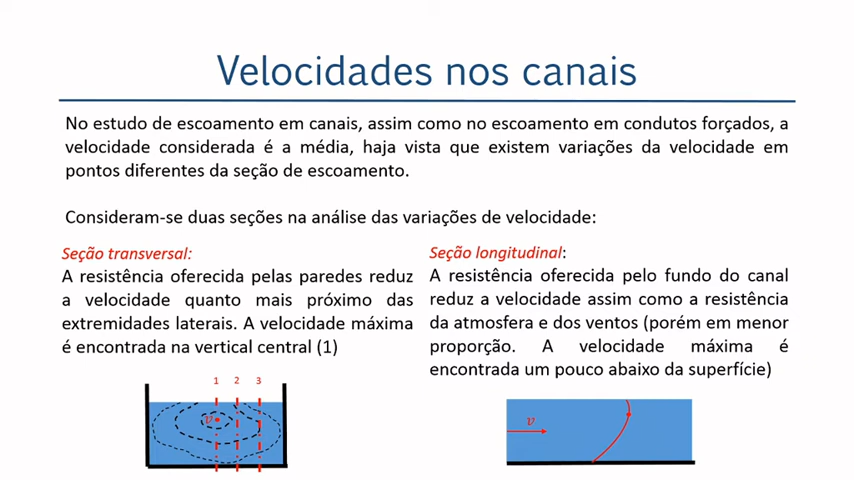 Velocidades nos canais
No estudo de escoamento em canais, assim como no escoamento em condutos forçados, a
velocidade considerada é a média, haja vista que existem variações da velocidade em
pontos diferentes da seção de escoamento.
Consideram-se duas seções na análise das variações de velocidade:
Seção transversal:
A resistência oferecida pelas paredes reduz
a velocidade quanto mais próximo das
extremidades laterais. A velocidade máxima
é encontrada na vertical central (1)
1 2 3
v
Seção longitudinal:
A resistência oferecida pelo fundo do canal
reduz a velocidade assim como a resistência
da atmosfera e dos ventos (porém em menor
proporção. A velocidade máxima é
encontrada um pouco abaixo da superfície)
v